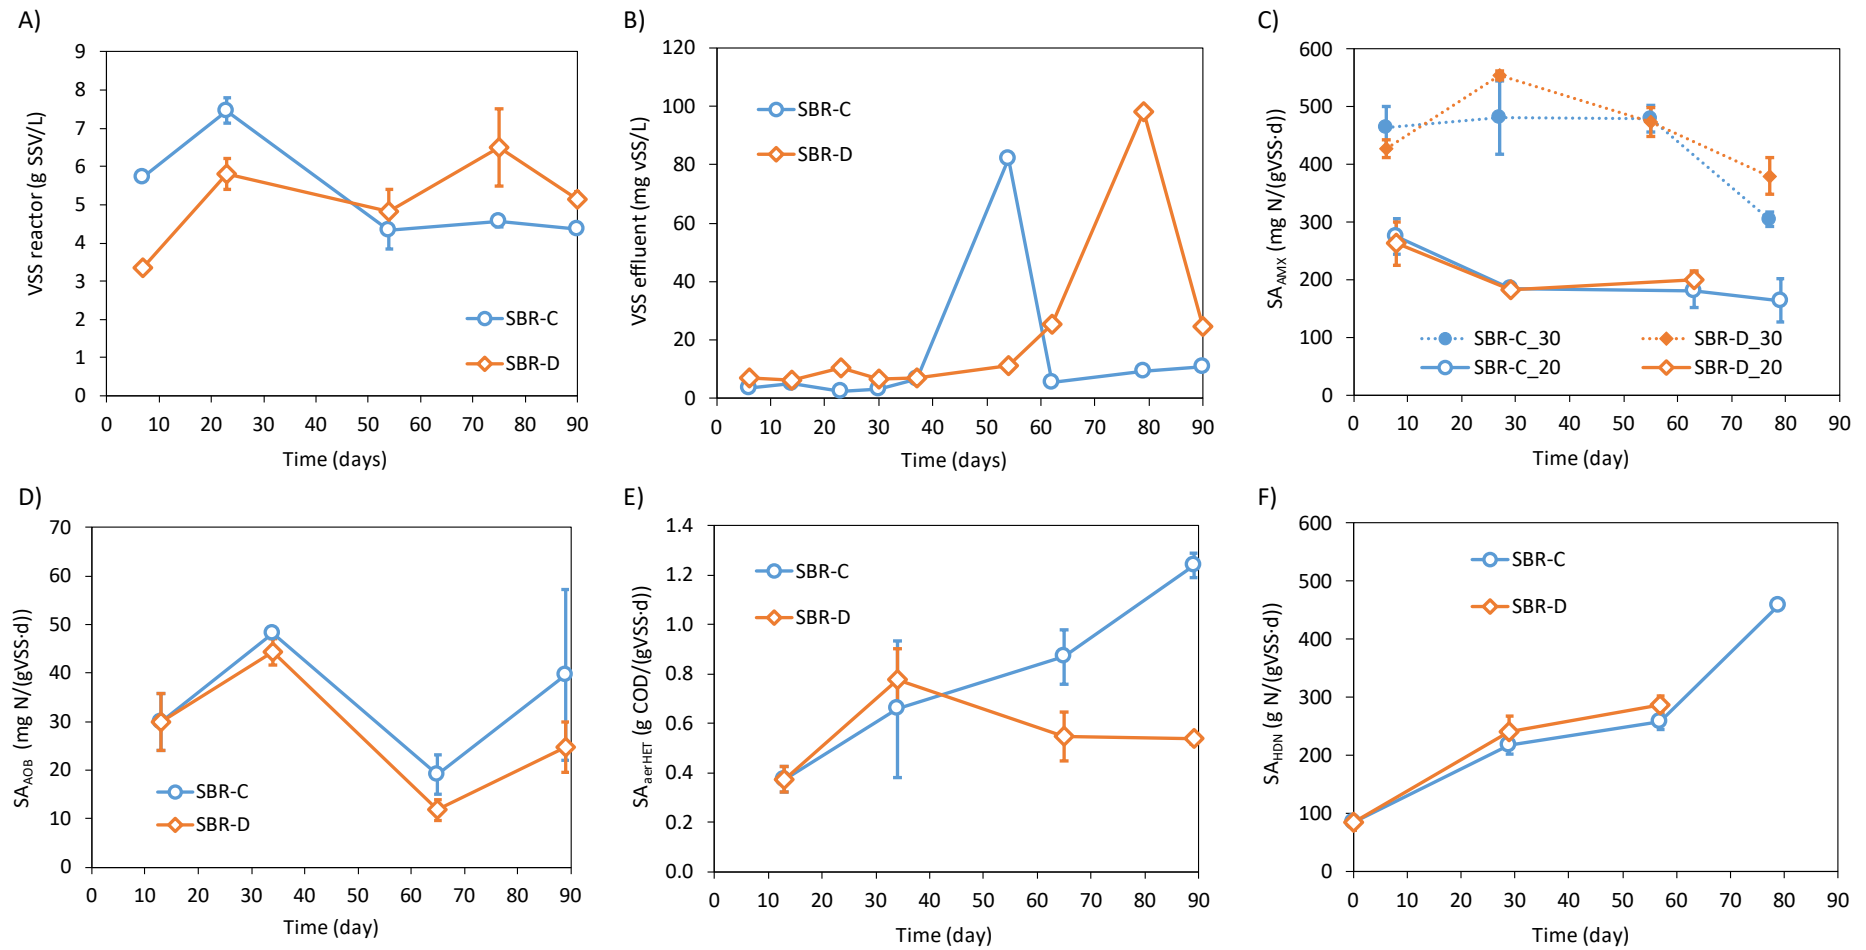 A)
VSS reactor (g SSV/L)
9
8
7
6
5
4
3
2
1
0
0 10 20 30 40 50 60 70 80 90
Time (days)
SBR-C
SBR-D
B)
VSS effluent (mg vSS/L)
120
100
80
60
40
20
0
0 10 20 30 40 50 60 70 80 90
Time (days)
SBR-C
SBR-D
C)
SA_AMX (mg N/(gVSS·d))
600
500
400
300
200
100
0
0 10 20 30 40 50 60 70 80 90
Time (day)
SBR-C_30 SBR-D_30
SBR-C_20 SBR-D_20
D)
SA_AOB (mg N/(gVSS·d))
70
60
50
40
30
20
10
0
0 10 20 30 40 50 60 70 80 90
Time (day)
SBR-C
SBR-D
E)
SA_aerHET (g COD/(gVSS·d))
1.4
1.2
1.0
0.8
0.6
0.4
0.2
0.0
0 10 20 30 40 50 60 70 80 90
Time (day)
SBR-C
SBR-D
F)
SA_HDN (g N/(gVSS·d))
600
500
400
300
200
100
0
0 10 20 30 40 50 60 70 80 90
Time (day)
SBR-C
SBR-D